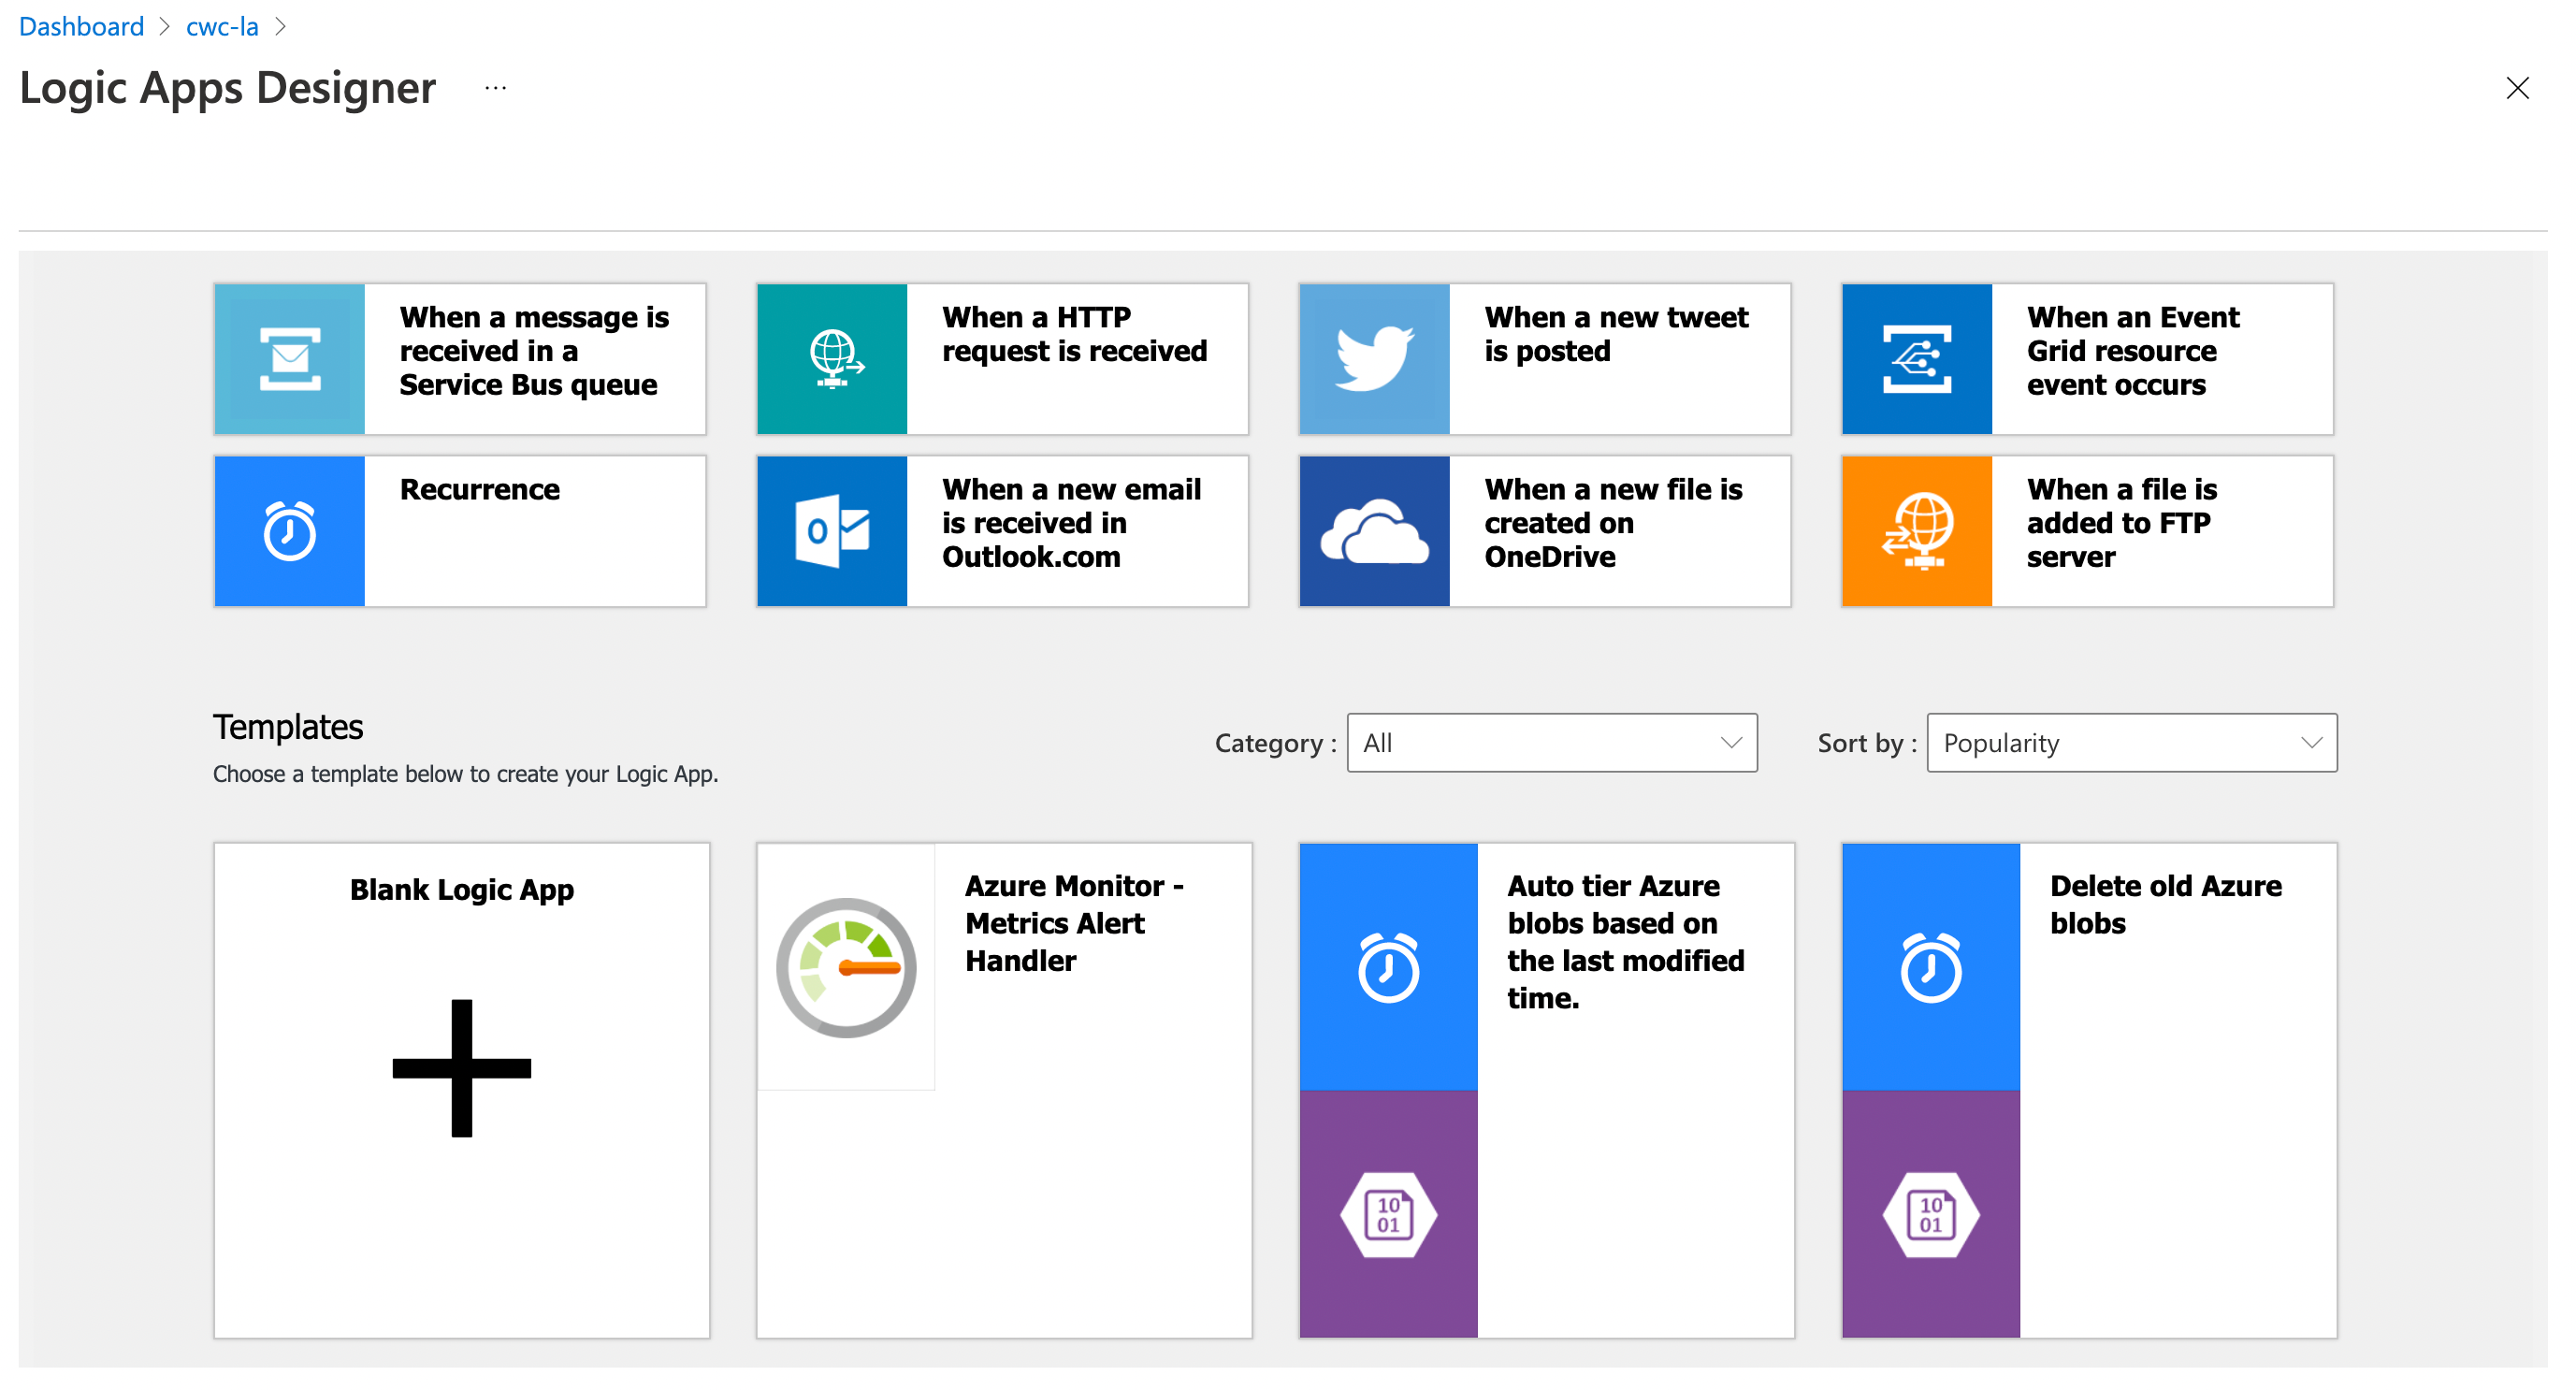 Dashboard > cwc-la >
Logic Apps Designer ...
When a message is
received in a
Service Bus queue
When a HTTP
request is received
When a new tweet
is posted
When an Event
Grid resource
event occurs
Recurrence
When a new email
is received in
Outlook.com
When a new file is
created on
OneDrive
When a file is
added to FTP
server
Templates
Choose a template below to create your Logic App.
Category : All
Sort by : Popularity
Blank Logic App
Azure Monitor -
Metrics Alert
Handler
Auto tier Azure
blobs based on
the last modified
time.
10
01
Delete old Azure
blobs
10
01